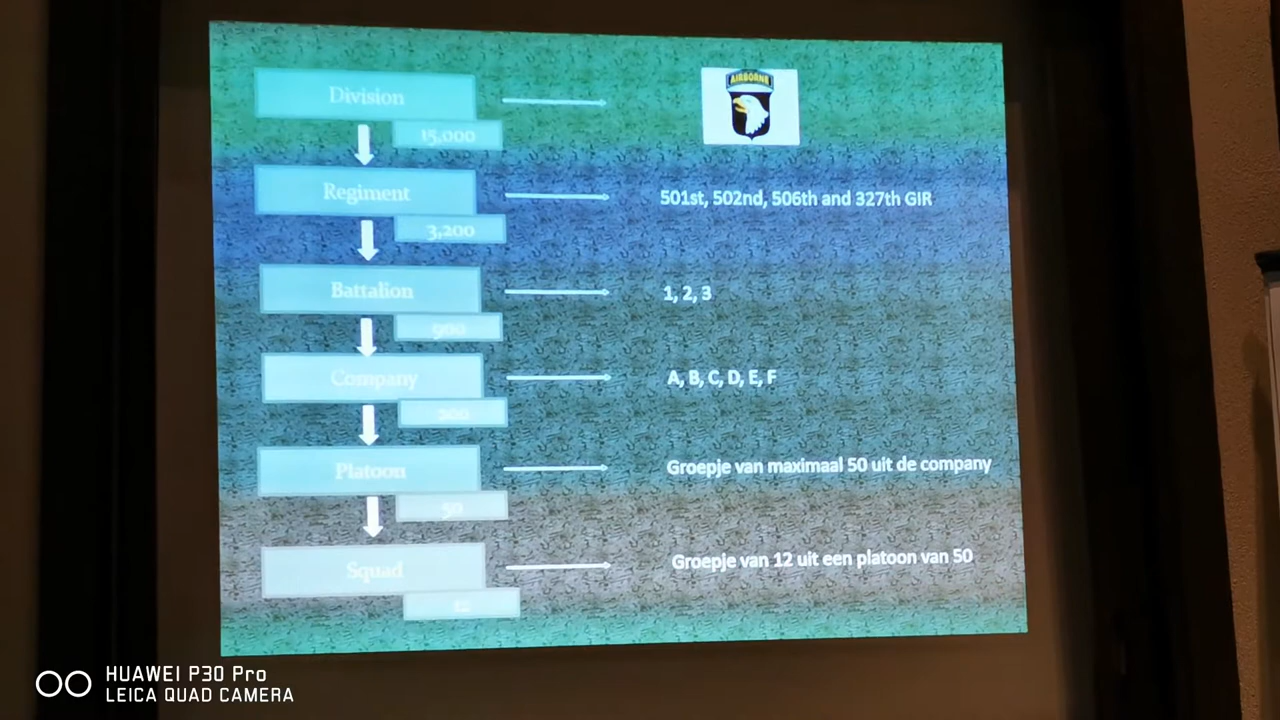 Division
AIRBORNE
15,000
Regiment
501st, 502nd, 506th and 327th GIR
3,200
Battalion
1, 2, 3
900
Company
A, B, C, D, E, F
200
Platoon
Groepje van maximaal 50 uit de company
50
Squad
Groepje van 12 uit een platoon van 50
12
HUAWEI P30 Pro
LEICA QUAD CAMERA